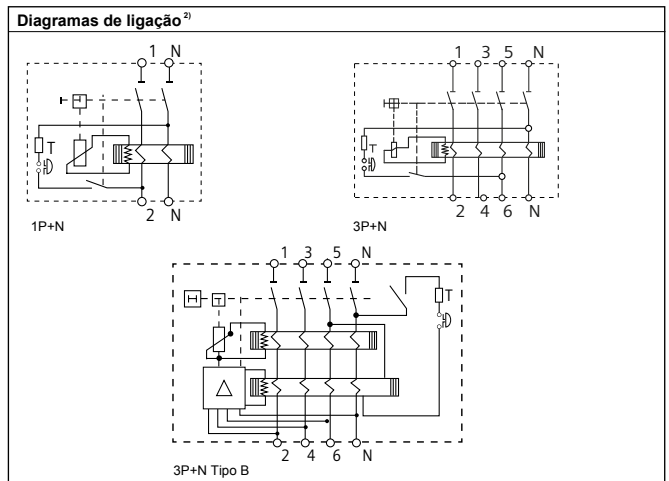 Diagramas de ligação ²⁾
1 N
T
2 N
1P+N
1 3 5 N
T
2 4 6 N
3P+N
1 3 5 N
T
2 4 6 N
3P+N Tipo B